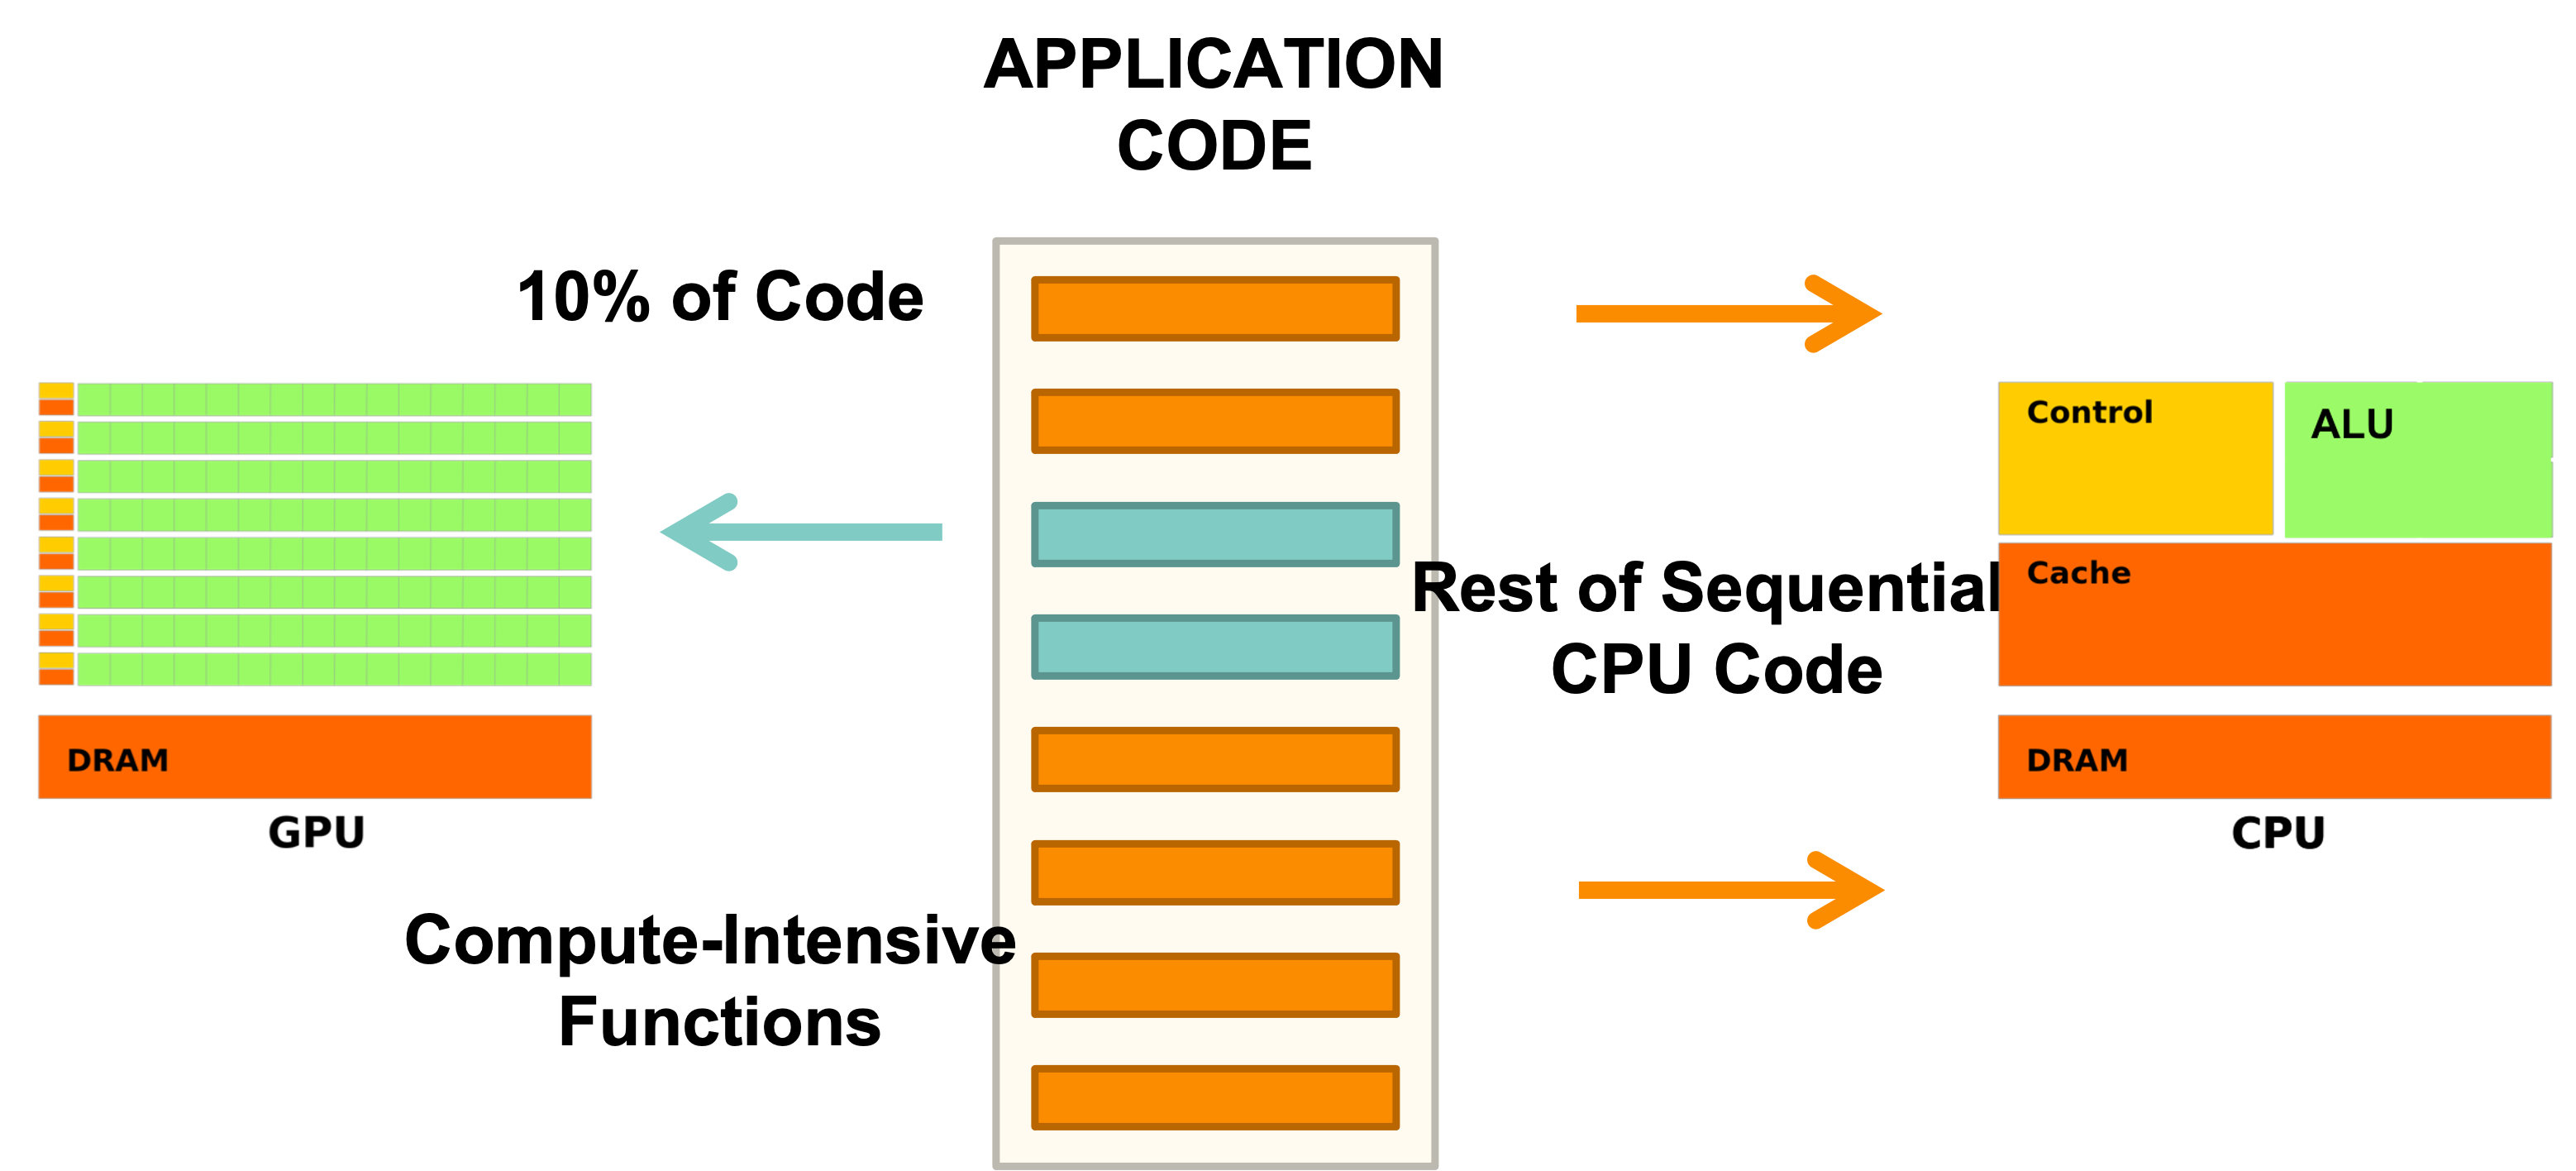 APPLICATION
CODE
10% of Code
Control
ALU
Rest of Sequential
CPU Code
Cache
DRAM
GPU
DRAM
CPU
Compute-Intensive
Functions